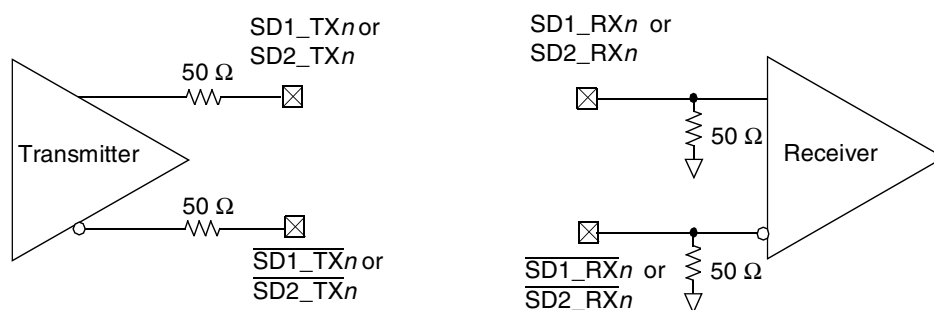 SD1_TXn or
SD2_TXn
50 Ω
Transmitter
50 Ω
SD1_TXn or
SD2_TXn
SD1_RXn or
SD2_RXn
50 Ω
Receiver
SD1_RXn or
SD2_RXn
50 Ω